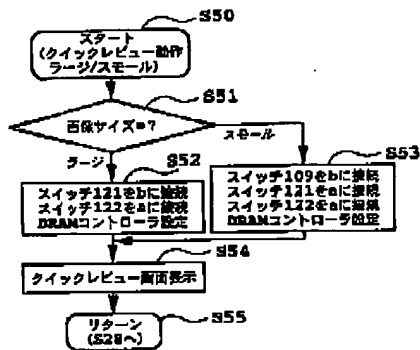 S50
スタート
(クイックレビュー動作
ラージ/スモール)
S51
画像サイズ=?
スモール
ラージ
S52
スイッチ121をbに接続
スイッチ122をaに接続
DRAMコントローラ設定
S53
スイッチ109をbに接続
スイッチ121をaに接続
スイッチ122をaに接続
DRAMコントローラ設定
S54
クイックレビュー画面表示
S55
リターン
(S28へ)